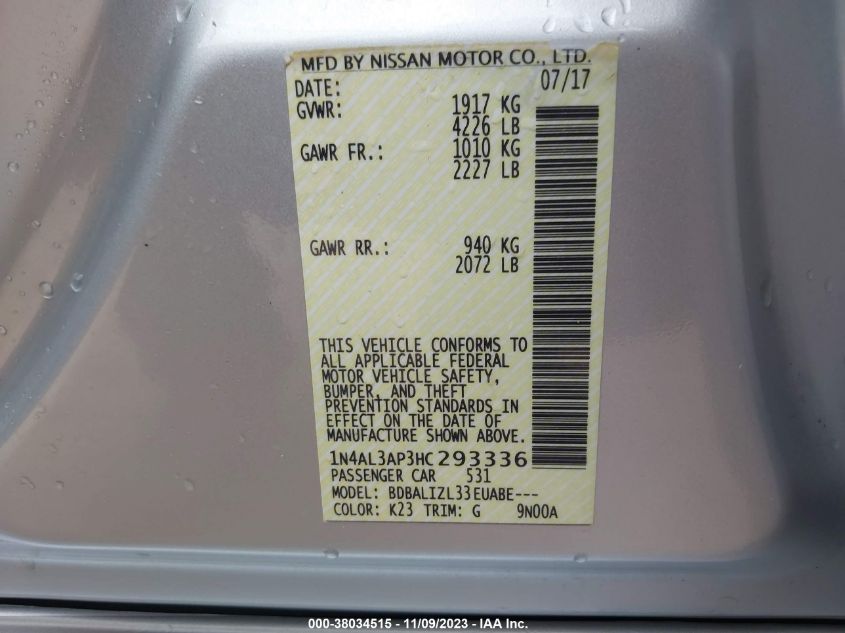 MFD BY NISSAN MOTOR CO., LTD.
DATE: 07/17
GVWR: 1917 KG
4226 LB
GAWR FR.: 1010 KG
2227 LB
GAWR RR.: 940 KG
2072 LB
THIS VEHICLE CONFORMS TO
ALL APPLICABLE FEDERAL
MOTOR VEHICLE SAFETY,
BUMPER, AND THEFT
PREVENTION STANDARDS IN
EFFECT ON THE DATE OF
MANUFACTURE SHOWN ABOVE.
1N4AL3AP3HC293336
PASSENGER CAR 531
MODEL: BDBALIZL33EUABE---
COLOR: K23 TRIM: G 9N00A
000-38034515 - 11/09/2023 - IAA Inc.